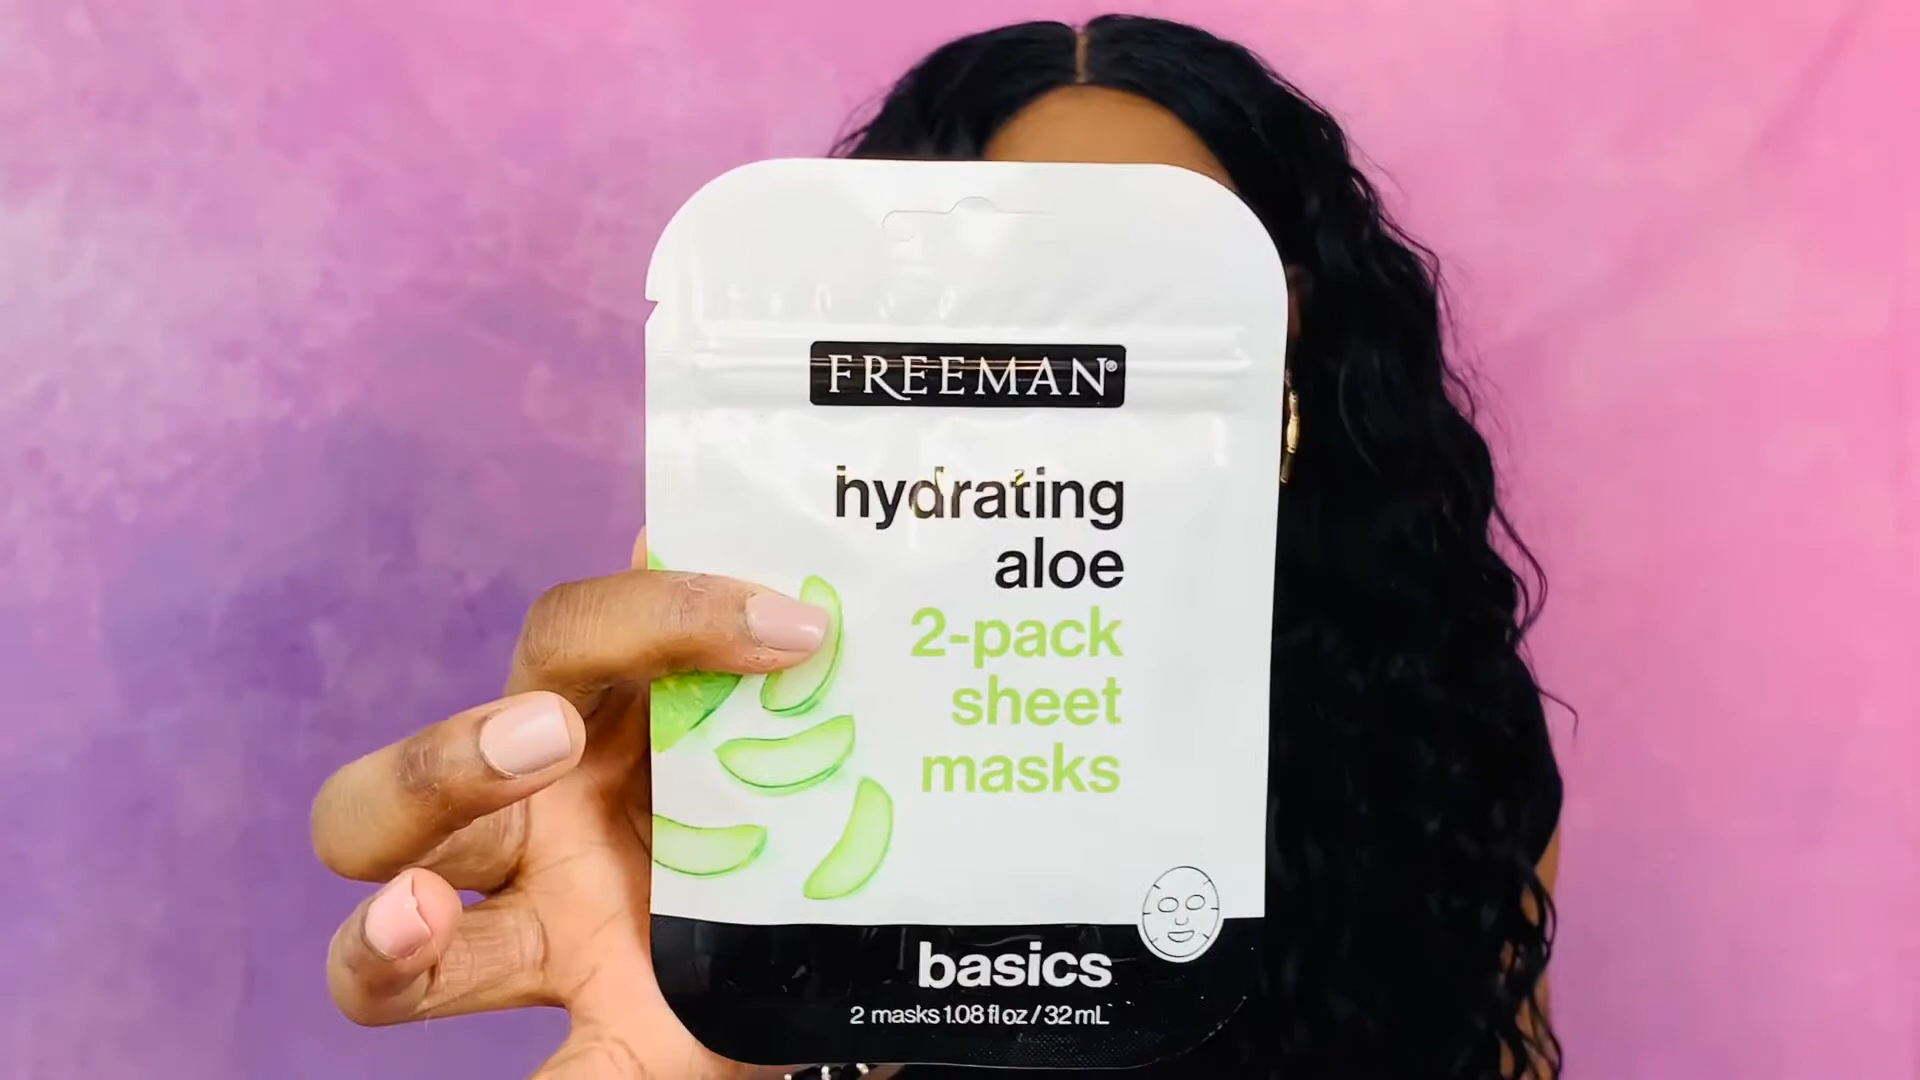 FREEMAN®
hydrating
aloe
2-pack
sheet
masks
basics
2 masks 1.08 fl oz / 32 mL